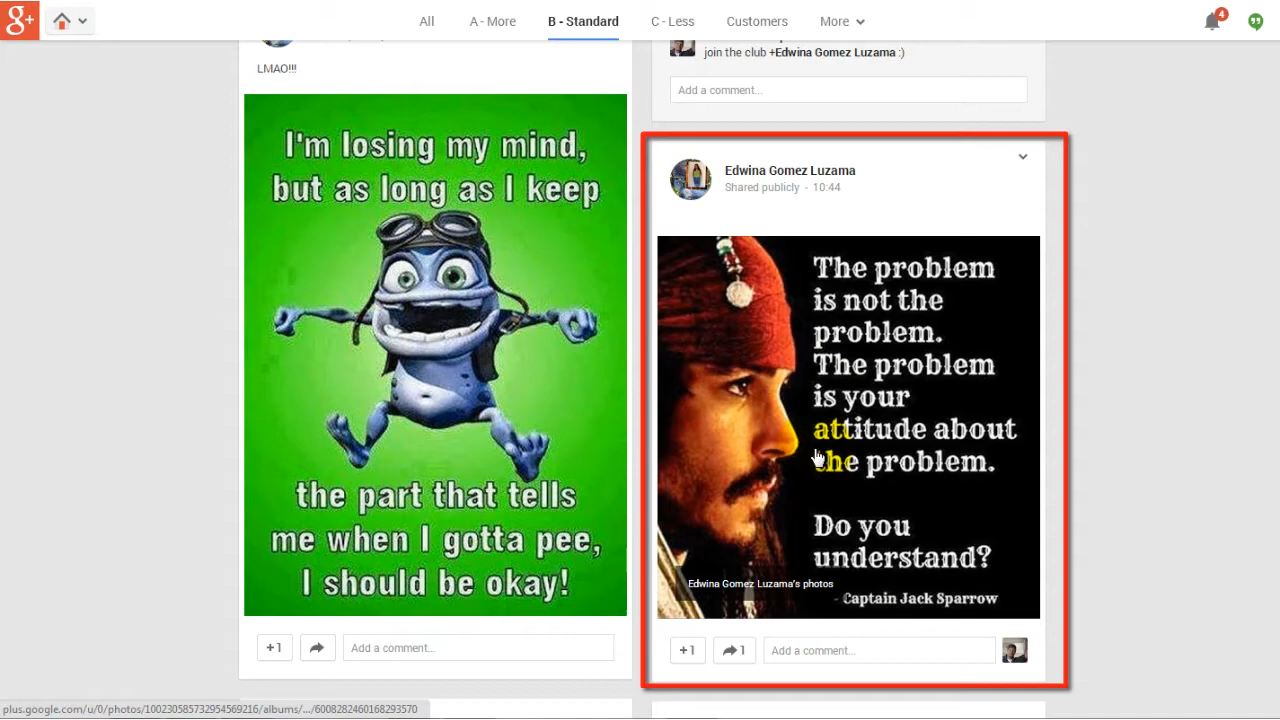 g+
All
A - More
B - Standard
C - Less
Customers
More
4
LMAO!!!
I'm losing my mind,
but as long as I keep
the part that tells
me when I gotta pee,
I should be okay!
+1
Add a comment...
join the club +Edwina Gomez Luzama :)
Add a comment...
Edwina Gomez Luzama
Shared publicly - 10:44
The problem
is not the
problem.
The problem
is your
attitude about
the problem.
Do you
understand?
Edwina Gomez Luzama's photos
- Captain Jack Sparrow
+1
1
Add a comment...
plus.google.com/u/0/photos/100230585732954569216/albums/.../6008282460168293570